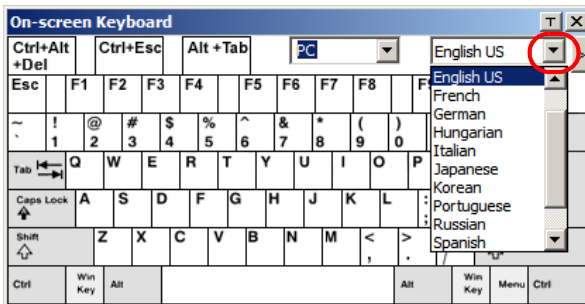 On-screen Keyboard T X
Ctrl+Alt +Del Ctrl+Esc Alt +Tab PC English US
Esc F1 F2 F3 F4 F5 F6 F7 F8
~ ` ! 1 @ 2 # 3 $ 4 % 5 ^ 6 & 7 * 8 ( 9 ) 0
Tab Q W E R T Y U I O P
Caps Lock A S D F G H J K L : ;
Shift Z X C V B N M < , > . /
Ctrl Win Key Alt Alt Win Key Menu Ctrl
English US
French
German
Hungarian
Italian
Japanese
Korean
Portuguese
Russian
Spanish